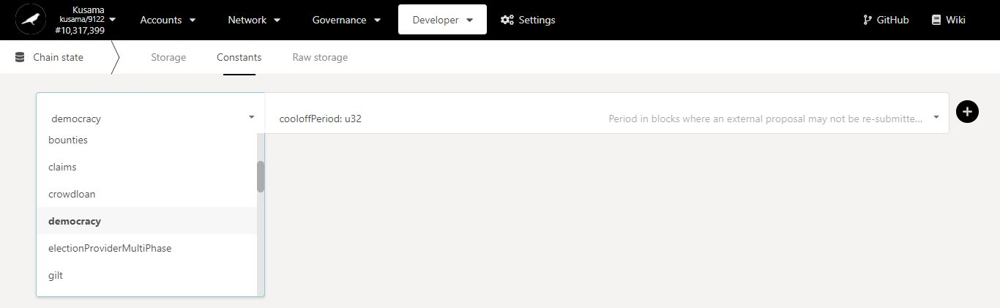 Kusama
kusama/9122
#10,317,399
Accounts
Network
Governance
Developer
Settings
GitHub
Wiki
Chain state
Storage
Constants
Raw storage
democracy
cooloffPeriod: u32
Period in blocks where an external proposal may not be re-submitte...
bounties
claims
crowdloan
democracy
electionProviderMultiPhase
gilt